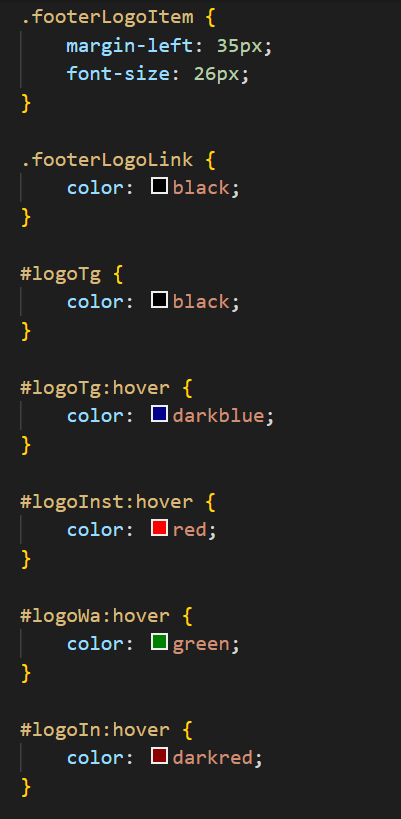 .footerLogoItem {
    margin-left: 35px;
    font-size: 26px;
}

.footerLogoLink {
    color: black;
}

#logoTg {
    color: black;
}

#logoTg:hover {
    color: darkblue;
}

#logoInst:hover {
    color: red;
}

#logoWa:hover {
    color: green;
}

#logoIn:hover {
    color: darkred;
}